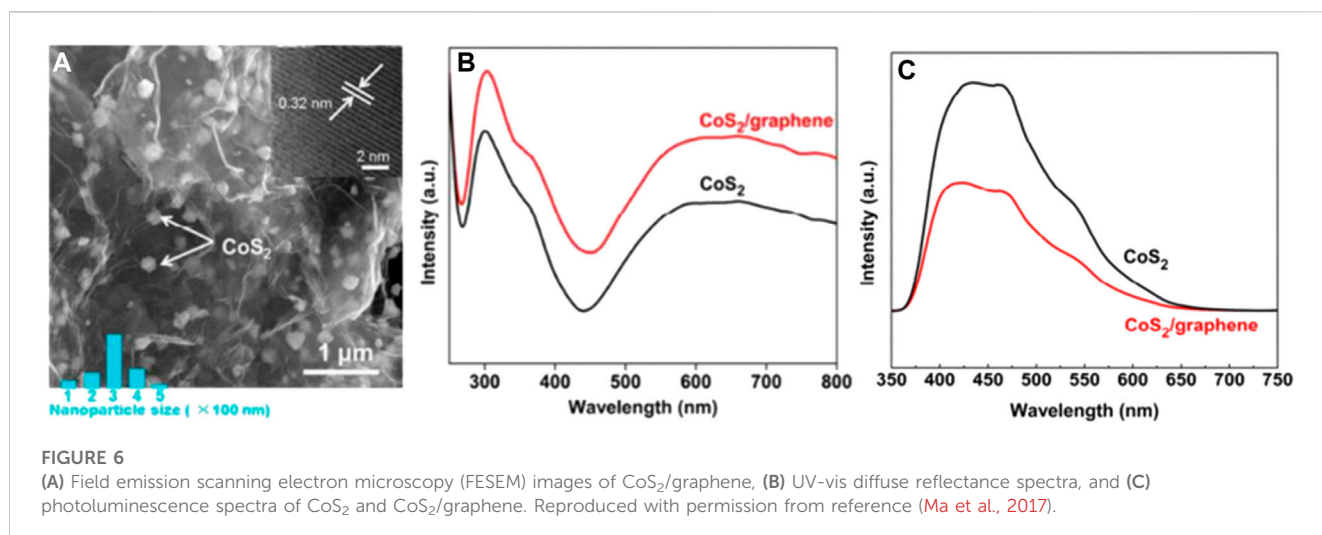 A
0.32 nm
2 nm
CoS₂
1 µm
1 2 3 4 5
Nanoparticle size ( ×100 nm)
B
CoS₂/graphene
CoS₂
Intensity (a.u.)
300 400 500 600 700 800
Wavelength (nm)
C
CoS₂
CoS₂/graphene
Intensity (a.u.)
350 400 450 500 550 600 650 700 750
Wavelength (nm)
FIGURE 6
(A) Field emission scanning electron microscopy (FESEM) images of CoS₂/graphene, (B) UV-vis diffuse reflectance spectra, and (C)
photoluminescence spectra of CoS₂ and CoS₂/graphene. Reproduced with permission from reference (Ma et al., 2017).